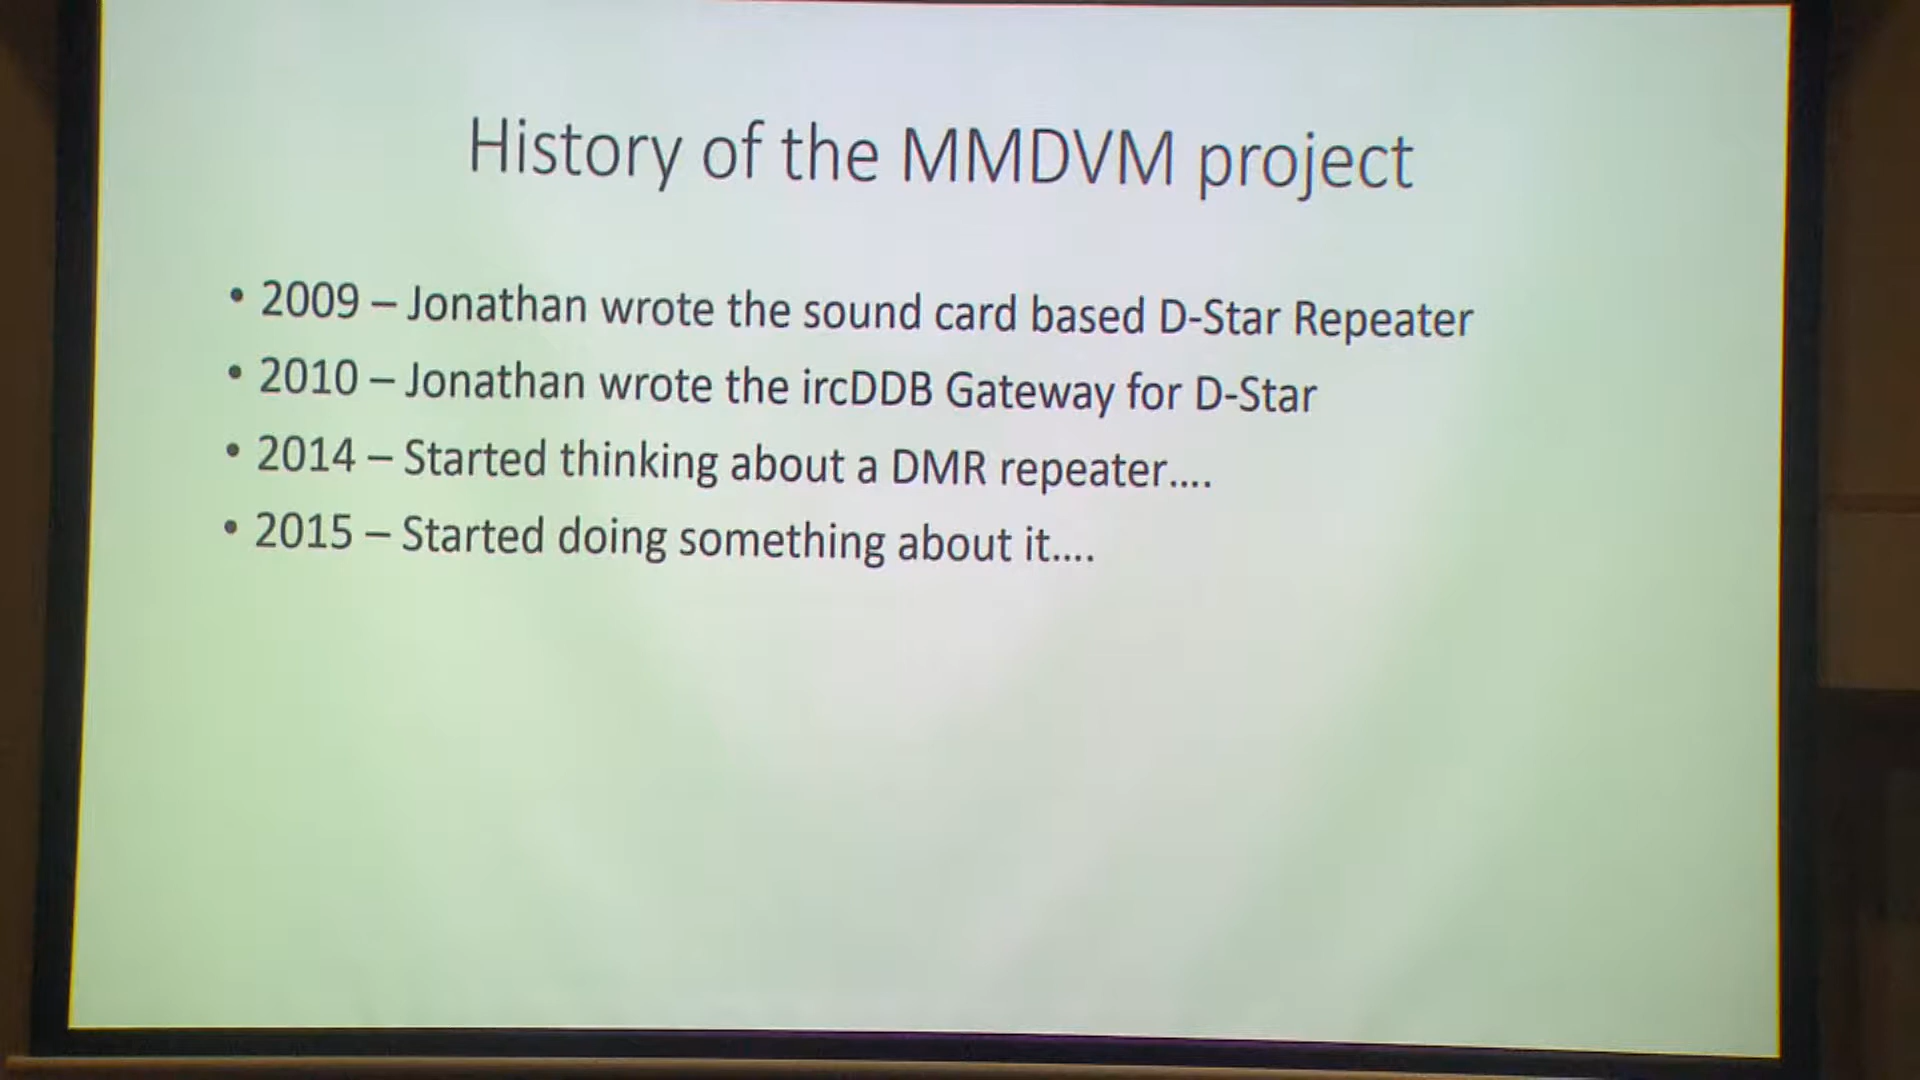 History of the MMDVM project
• 2009 – Jonathan wrote the sound card based D-Star Repeater
• 2010 – Jonathan wrote the ircDDB Gateway for D-Star
• 2014 – Started thinking about a DMR repeater....
• 2015 – Started doing something about it....